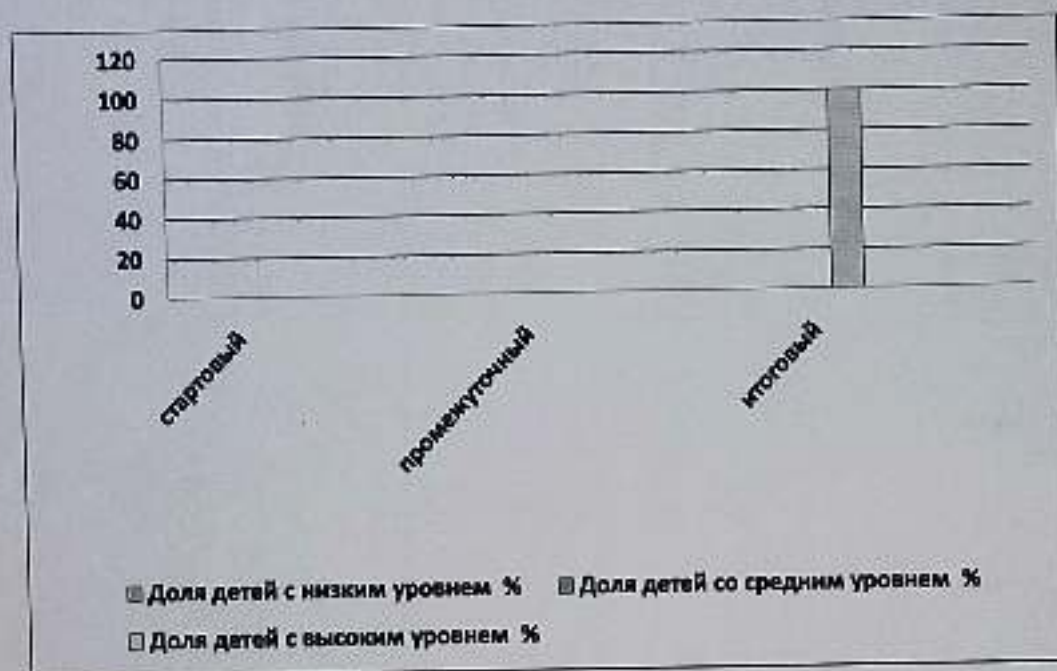 120
100
80
60
40
20
0
стартовый
промежуточный
итоговый
Доля детей с низким уровнем %
Доля детей со средним уровнем %
Доля детей с высоким уровнем %